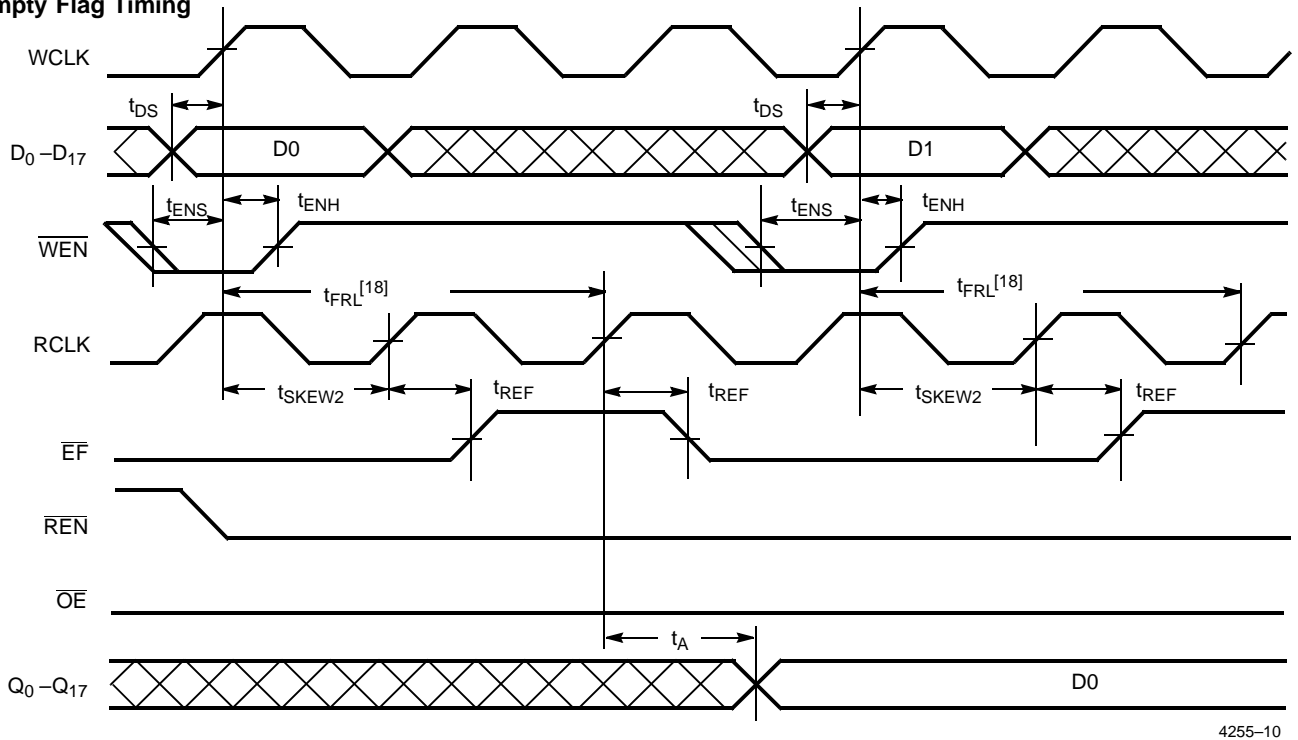 mpty Flag Timing
WCLK
tDS
tDS
D0 –D17
D0
D1
tENS
tENH
tENS
tENH
WEN
tFRL[18]
tFRL[18]
RCLK
tSKEW2
tREF
tREF
tSKEW2
tREF
EF
REN
OE
tA
Q0 –Q17
D0
4255–10